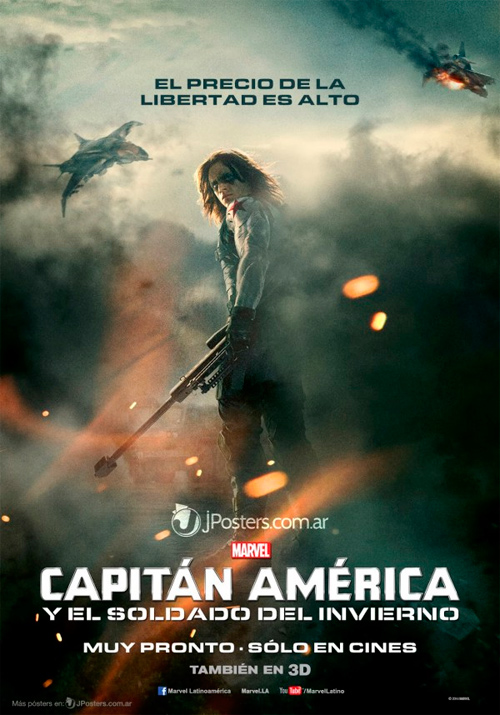 EL PRECIO DE LA
LIBERTAD ES ALTO
JPosters.com.ar
MARVEL
CAPITÁN AMÉRICA
Y EL SOLDADO DEL INVIERNO
MUY PRONTO · SÓLO EN CINES
TAMBIÉN EN 3D
Marvel Latinoamérica Marvel.LA YouTube /MarvelLatino
Más pósters en: JPosters.com.ar